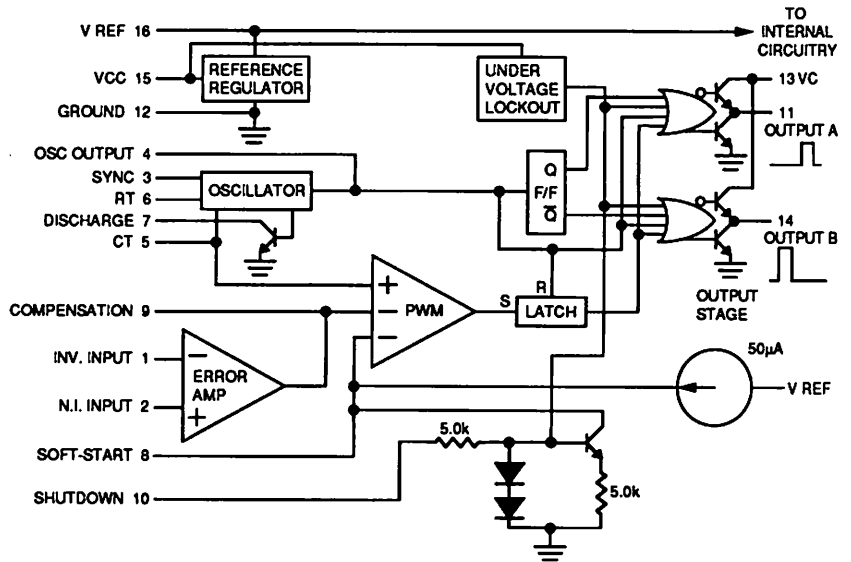 V REF 16
TO
INTERNAL
CIRCUITRY
VCC 15
REFERENCE
REGULATOR
UNDER
VOLTAGE
LOCKOUT
13 VC
GROUND 12
11
OUTPUT A
OSC OUTPUT 4
SYNC 3
RT 6
OSCILLATOR
Q
F/F
Q̅
DISCHARGE 7
CT 5
14
OUTPUT B
+
−
−
PWM
S
R
LATCH
OUTPUT
STAGE
COMPENSATION 9
INV. INPUT 1
−
ERROR
AMP
+
N.I. INPUT 2
50µA
V REF
SOFT-START 8
5.0k
SHUTDOWN 10
5.0k